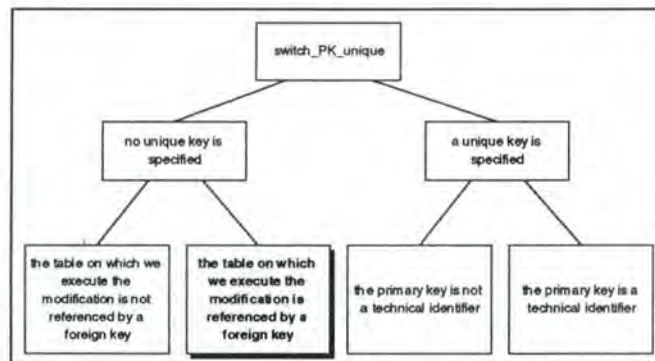 switch_PK_unique
no unique key is
specified
a unique key is
specified
the table on which we
execute the
modification is not
referenced by a
foreign key
the table on which
we execute the
modification is
referenced by a
foreign key
the primary key is not
a technical identifier
the primary key is a
technical identifier